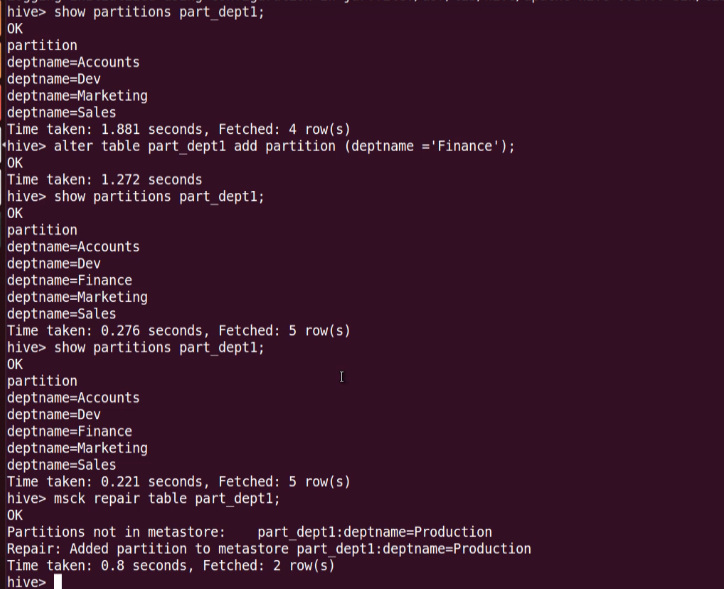 hive> show partitions part_dept1;
OK
partition
deptname=Accounts
deptname=Dev
deptname=Marketing
deptname=Sales
Time taken: 1.881 seconds, Fetched: 4 row(s)
hive> alter table part_dept1 add partition (deptname ='Finance');
OK
Time taken: 1.272 seconds
hive> show partitions part_dept1;
OK
partition
deptname=Accounts
deptname=Dev
deptname=Finance
deptname=Marketing
deptname=Sales
Time taken: 0.276 seconds, Fetched: 5 row(s)
hive> show partitions part_dept1;
OK
partition
deptname=Accounts
deptname=Dev
deptname=Finance
deptname=Marketing
deptname=Sales
Time taken: 0.221 seconds, Fetched: 5 row(s)
hive> msck repair table part_dept1;
OK
Partitions not in metastore:    part_dept1:deptname=Production
Repair: Added partition to metastore part_dept1:deptname=Production
Time taken: 0.8 seconds, Fetched: 2 row(s)
hive>